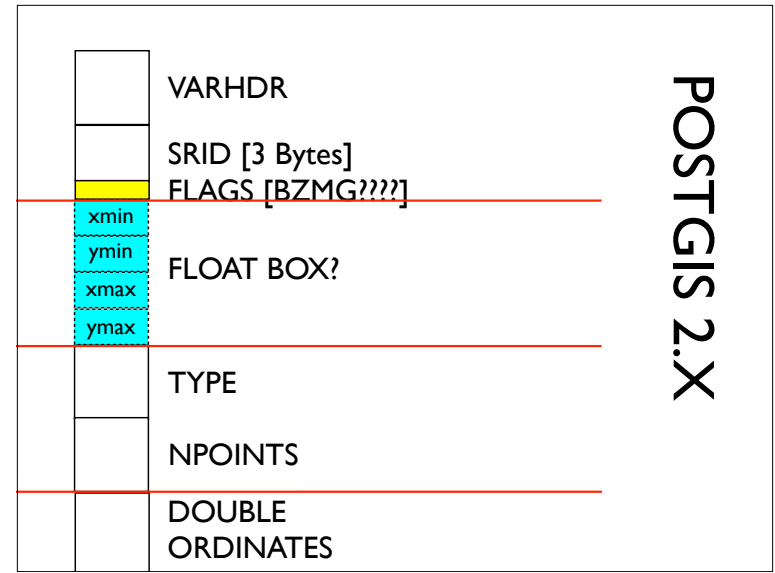 VARHDR
SRID [3 Bytes]
FLAGS [BZMG????]
xmin
ymin
xmax
ymax
FLOAT BOX?
TYPE
NPOINTS
DOUBLE
ORDINATES
POSTGIS 2.X